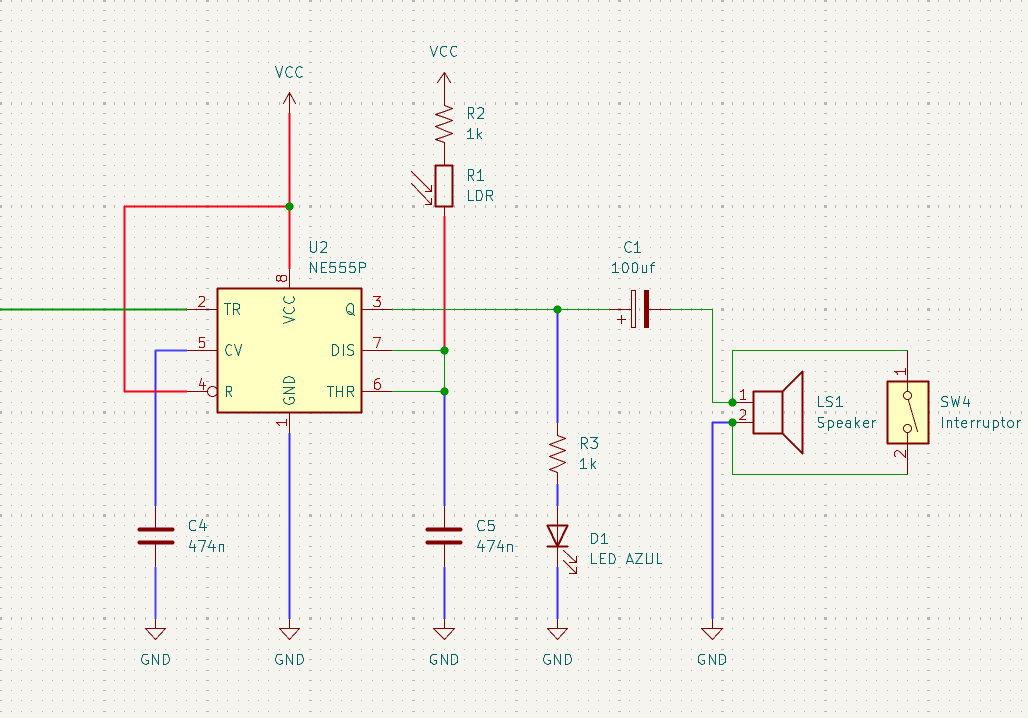 VCC
VCC
R2
1k
R1
LDR
U2
NE555P
C1
100uf
8
2
TR
VCC
Q
3
+
5
CV
DIS
7
4
R
GND
THR
6
1
1
2
LS1
Speaker
1
SW4
Interruptor
2
R3
1k
C4
474n
C5
474n
D1
LED AZUL
GND
GND
GND
GND
GND